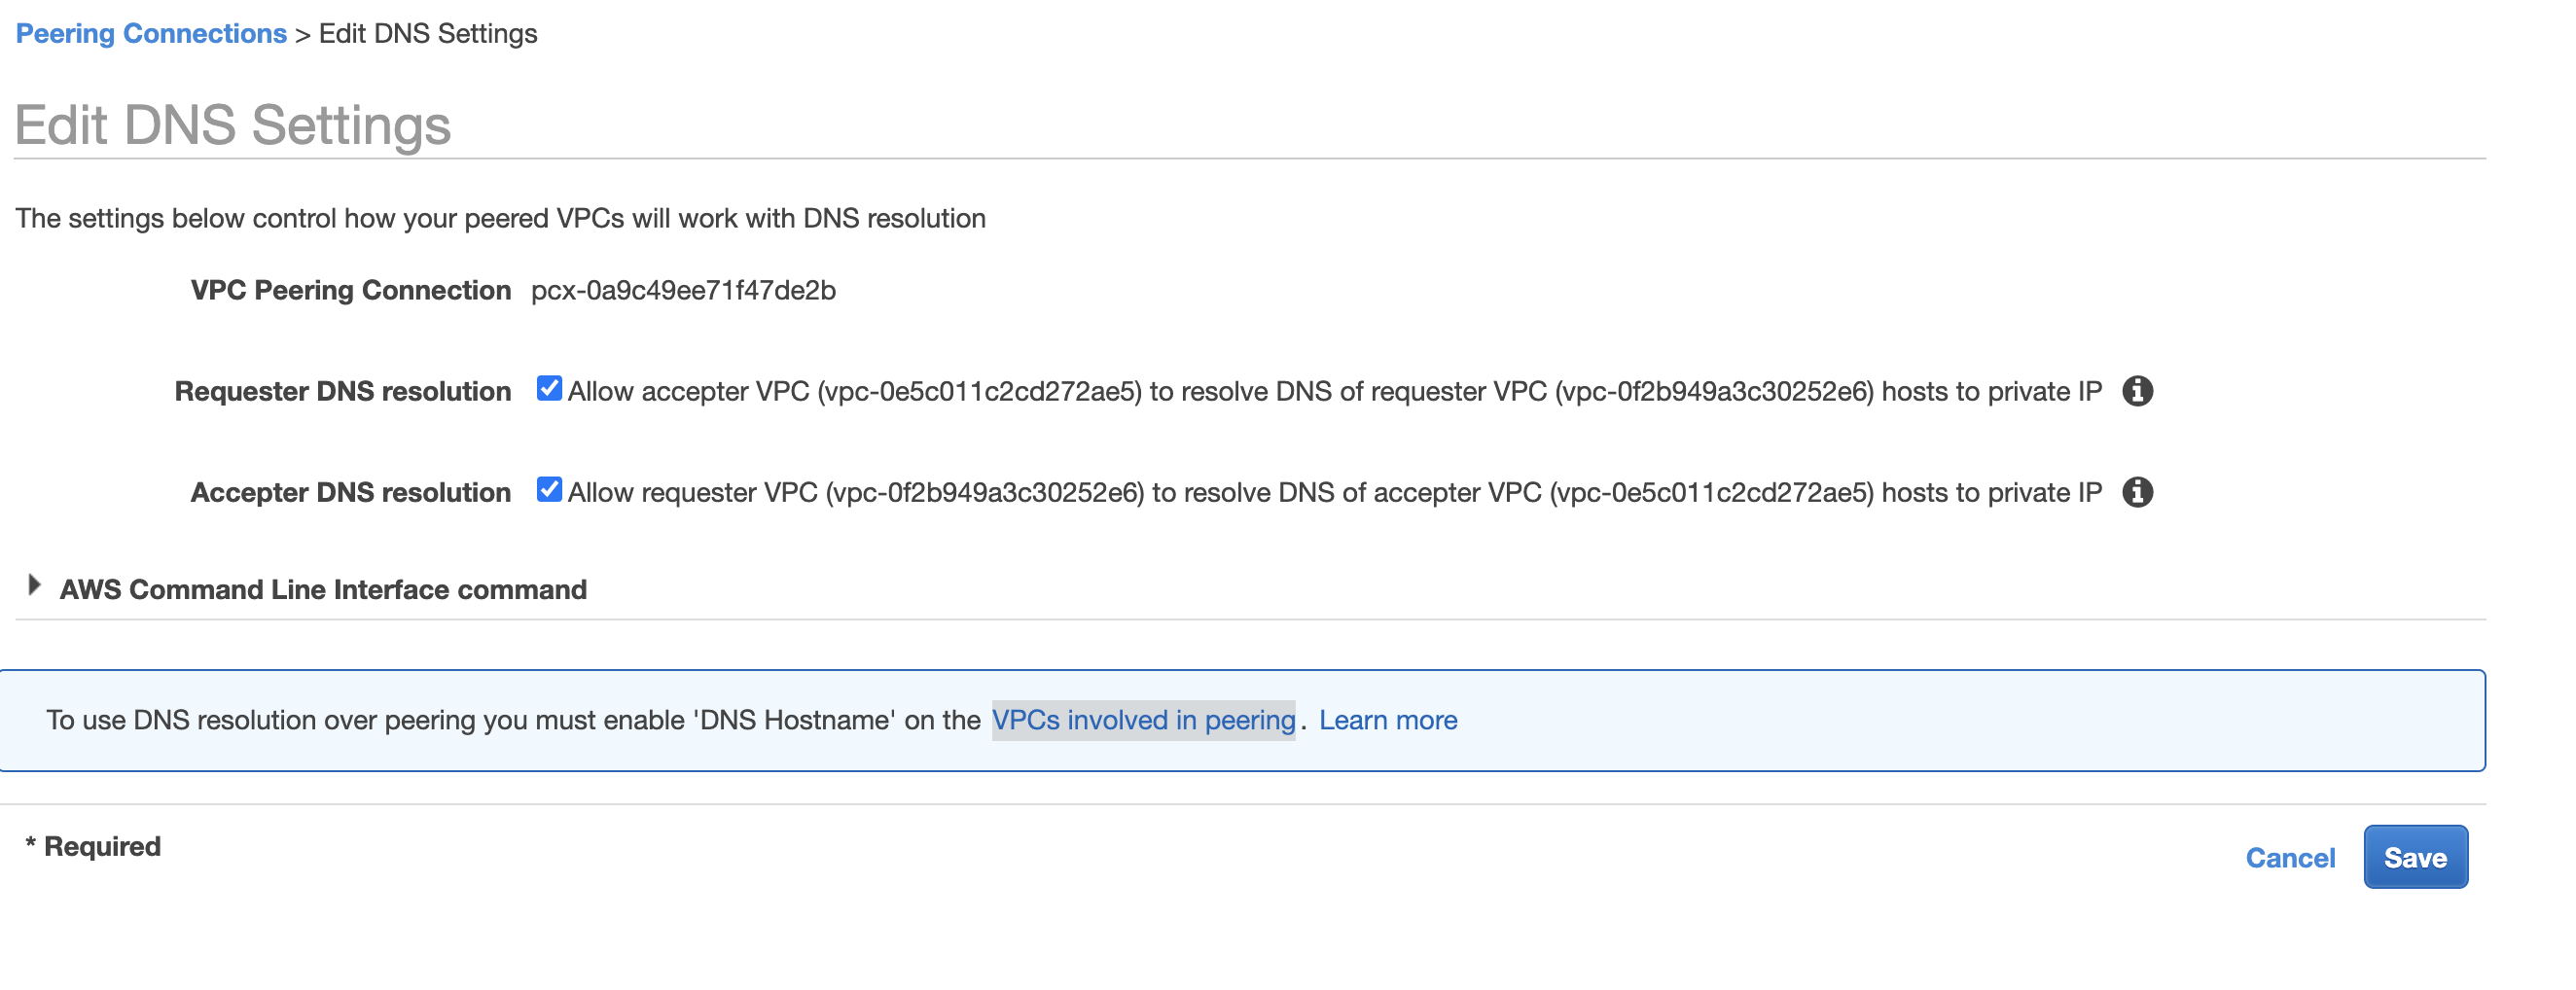 Peering Connections > Edit DNS Settings
Edit DNS Settings
The settings below control how your peered VPCs will work with DNS resolution
VPC Peering Connection pcx-0a9c49ee71f47de2b
Requester DNS resolution Allow accepter VPC (vpc-0e5c011c2cd272ae5) to resolve DNS of requester VPC (vpc-0f2b949a3c30252e6) hosts to private IP
Accepter DNS resolution Allow requester VPC (vpc-0f2b949a3c30252e6) to resolve DNS of accepter VPC (vpc-0e5c011c2cd272ae5) hosts to private IP
AWS Command Line Interface command
To use DNS resolution over peering you must enable 'DNS Hostname' on the VPCs involved in peering. Learn more
* Required
Cancel Save